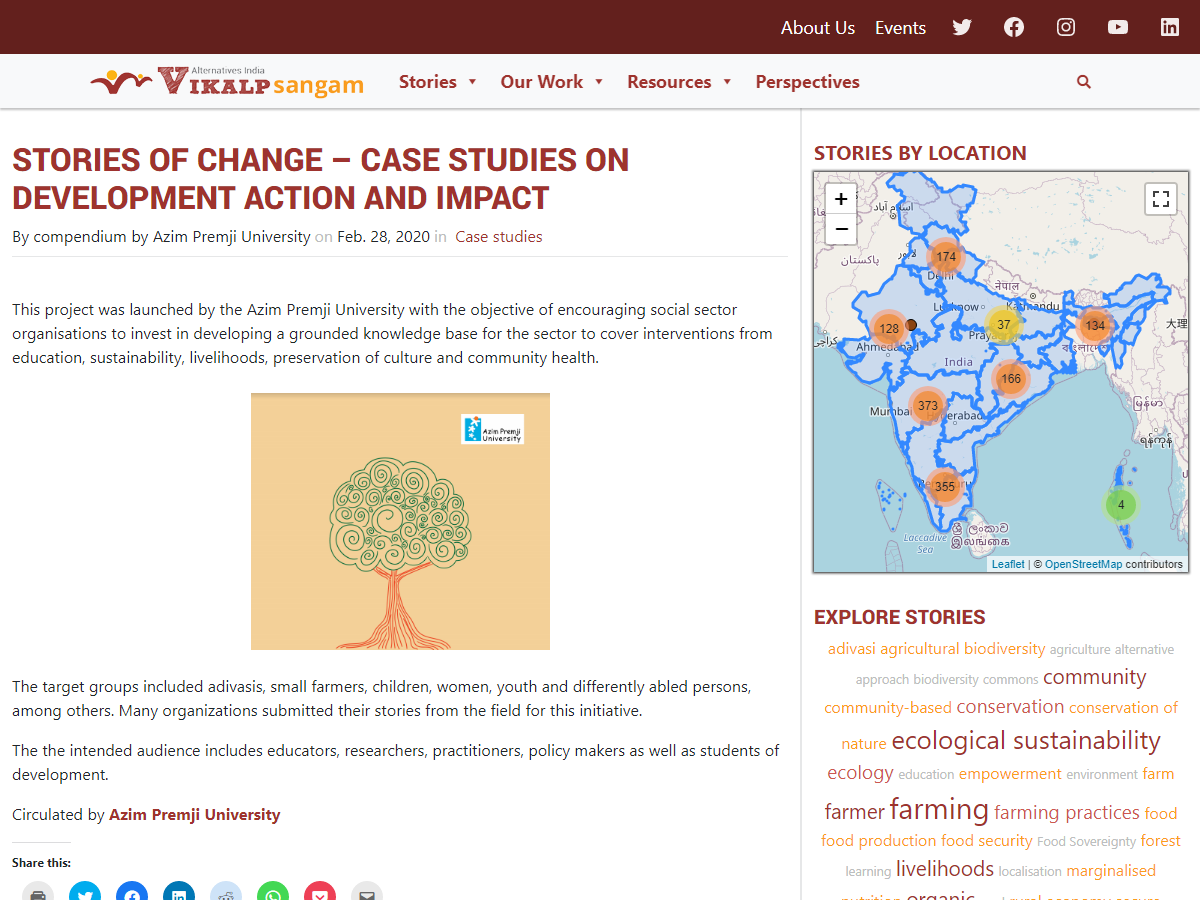 About Us Events
Alternatives India
VIKALP sangam
Stories Our Work Resources Perspectives
STORIES OF CHANGE – CASE STUDIES ON
DEVELOPMENT ACTION AND IMPACT
By compendium by Azim Premji University on Feb. 28, 2020 in Case studies
This project was launched by the Azim Premji University with the objective of encouraging social sector
organisations to invest in developing a grounded knowledge base for the sector to cover interventions from
education, sustainability, livelihoods, preservation of culture and community health.
Azim Premji
University
The target groups included adivasis, small farmers, children, women, youth and differently abled persons,
among others. Many organizations submitted their stories from the field for this initiative.
The the intended audience includes educators, researchers, practitioners, policy makers as well as students of
development.
Circulated by Azim Premji University
Share this:
STORIES BY LOCATION
+
−
اسلام آباد
پاکستان
لاہور
174
Delhi
नेपाल
Kathmandu
37
128
134
大理
Ahmedabad
বাংলাদেশ
India
166
373
Mumbai
မြန်မာ
ရန်ကုန်
355
4
ශ්‍රී ලංකාව
இலங்கை
Laccadive
Sea
Leaflet | © OpenStreetMap contributors
EXPLORE STORIES
adivasi agricultural biodiversity agriculture alternative
approach biodiversity commons community
community-based conservation conservation of
nature ecological sustainability
ecology education empowerment environment farm
farmer farming farming practices food
food production food security Food Sovereignty forest
learning livelihoods localisation marginalised
organic